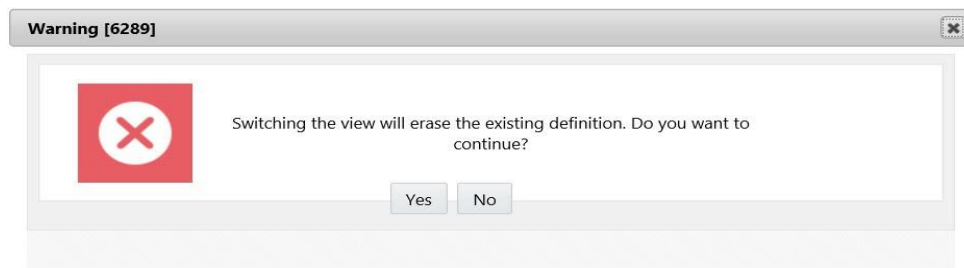 Warning [6289]
Switching the view will erase the existing definition. Do you want to
continue?
Yes No